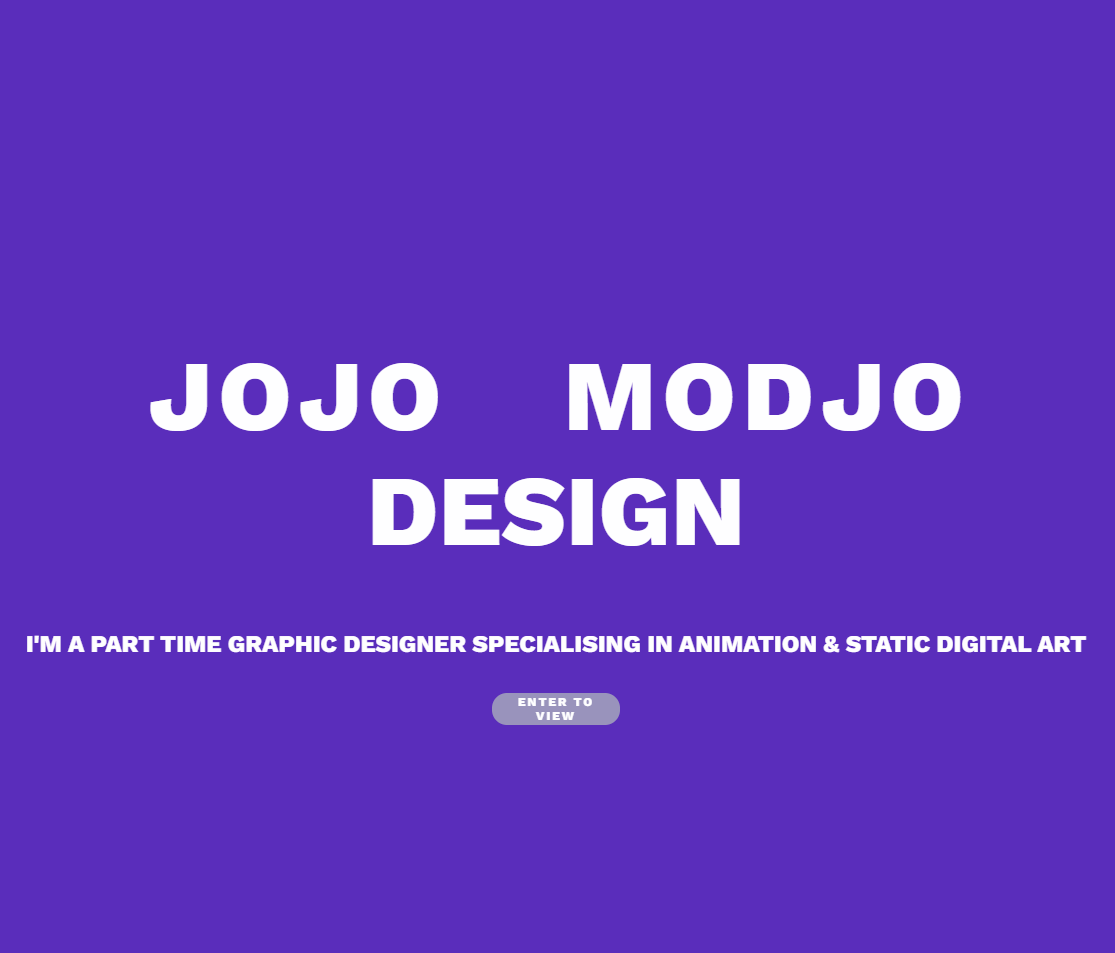 JOJO MODJO
DESIGN
I'M A PART TIME GRAPHIC DESIGNER SPECIALISING IN ANIMATION & STATIC DIGITAL ART
ENTER TO
VIEW